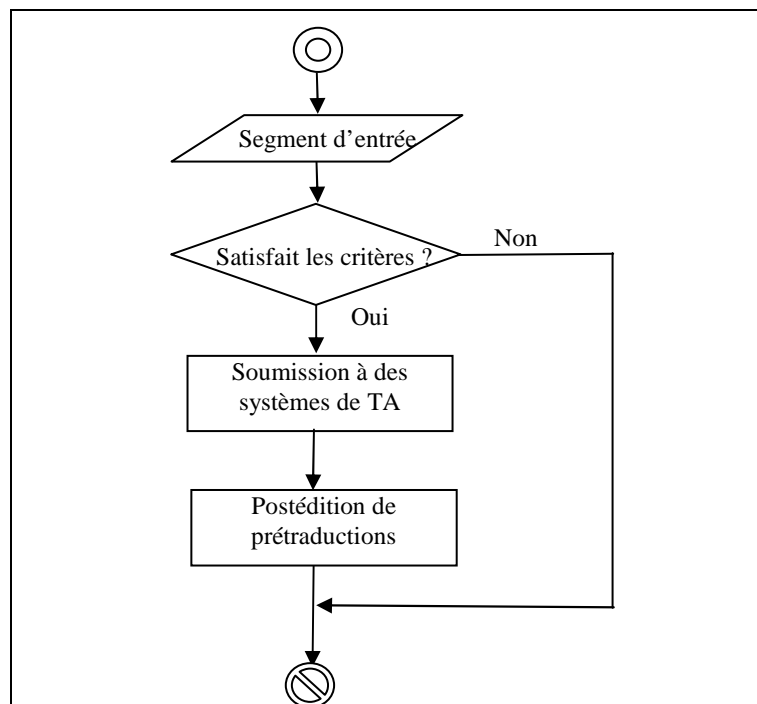 Segment d'entrée
Satisfait les critères ?
Non
Oui
Soumission à des
systèmes de TA
Postédition de
prétraductions